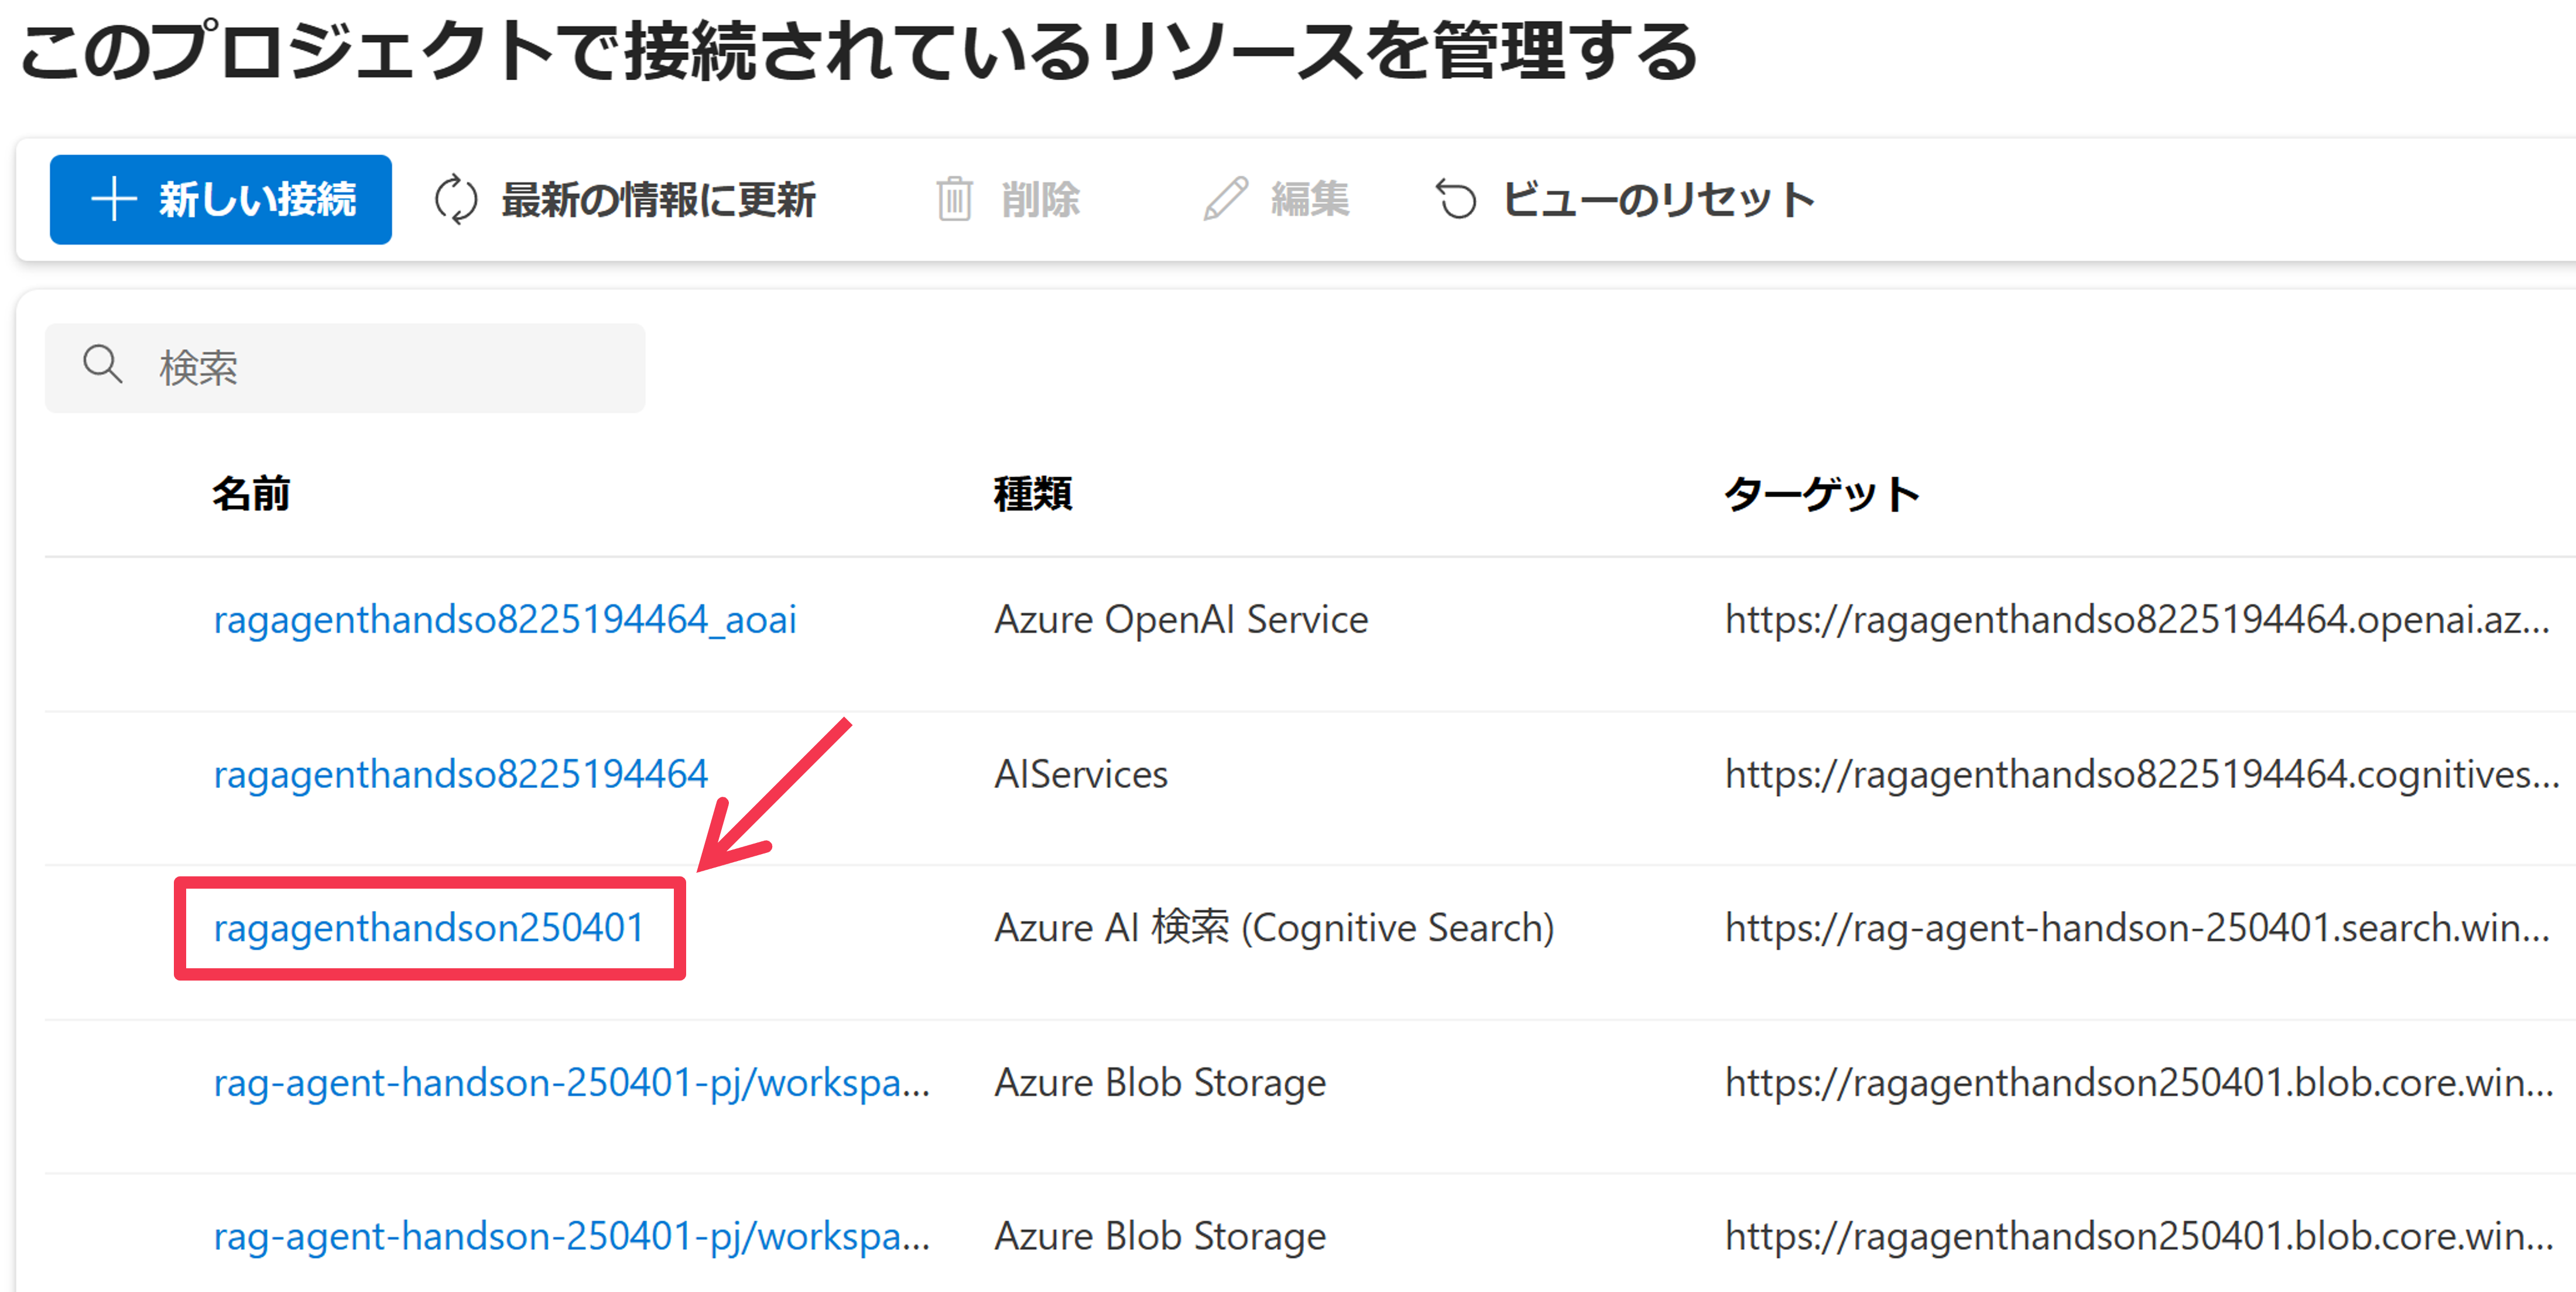 このプロジェクトで接続されているリソースを管理する
新しい接続 最新の情報に更新 削除 編集 ビューのリセット
検索
名前 種類 ターゲット
ragagenthandso8225194464_aoai Azure OpenAI Service https://ragagenthandso8225194464.openai.az...
ragagenthandso8225194464 AIServices https://ragagenthandso8225194464.cognitives...
ragagenthandson250401 Azure AI 検索 (Cognitive Search) https://rag-agent-handson-250401.search.win...
rag-agent-handson-250401-pj/workspa... Azure Blob Storage https://ragagenthandson250401.blob.core.win...
rag-agent-handson-250401-pj/workspa... Azure Blob Storage https://ragagenthandson250401.blob.core.win...